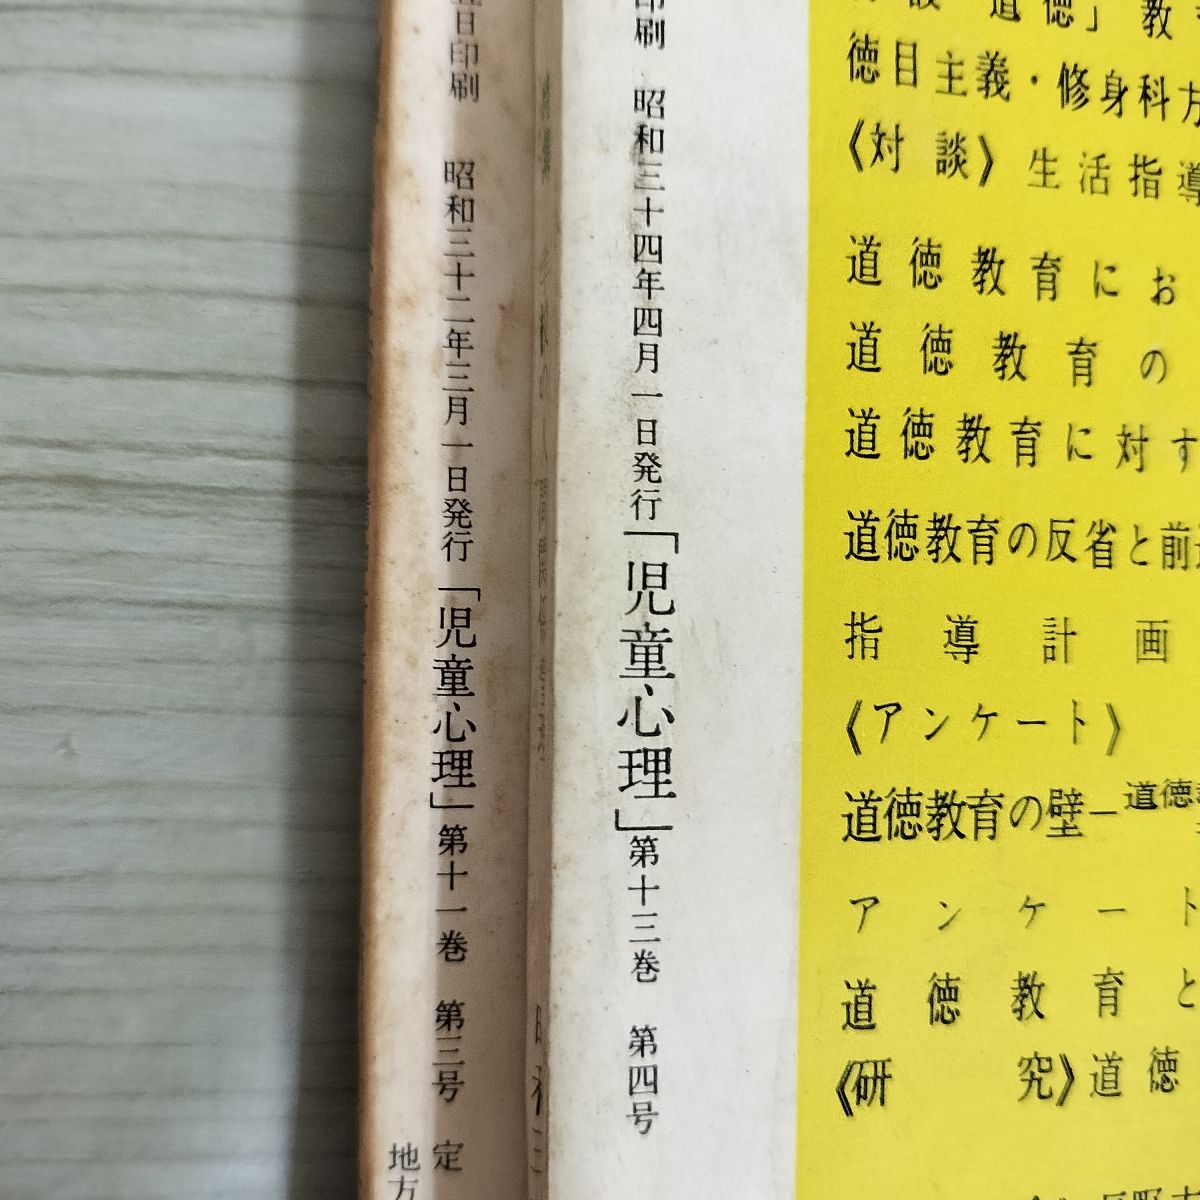 日印刷　昭和三十二年三月一日発行「児童心理」第十一巻　第三号　定
地方
印刷　昭和三十四年四月一日発行「児童心理」第十三巻　第四号
道徳」教
徳目主義・修身科方
《対談》生活指導
道徳教育にお
道徳教育の
道徳教育に対す
道徳教育の反省と前
指導計画
《アンケート》
道徳教育の壁―道徳
アンケート
道徳教育と
《研究》道徳